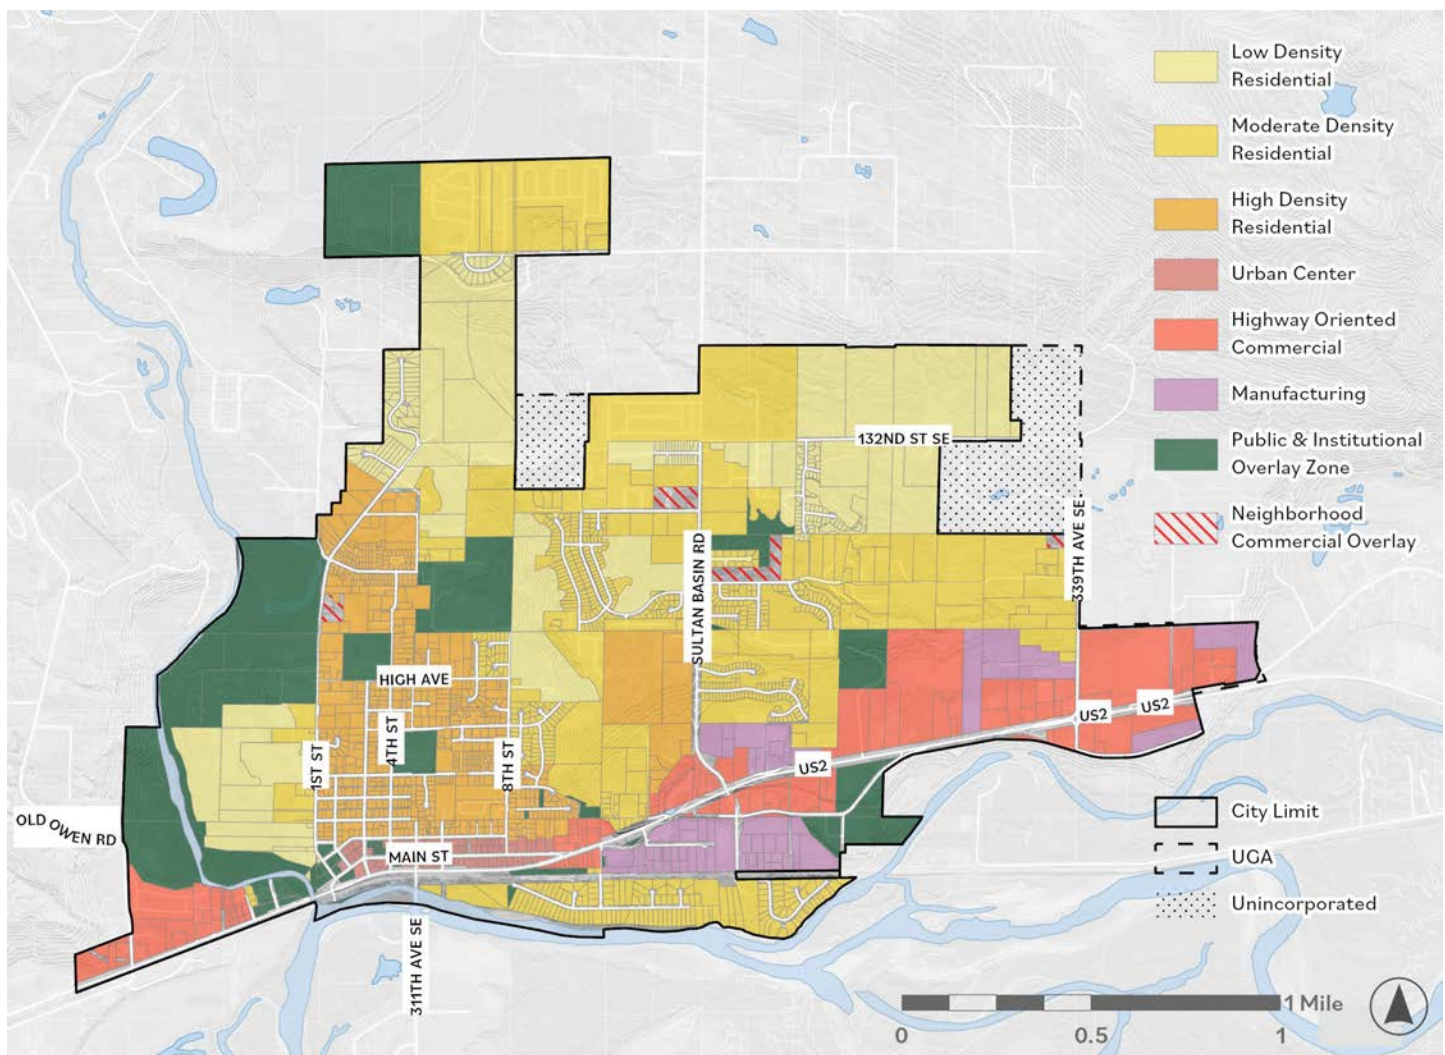 Low Density
Residential
Moderate Density
Residential
High Density
Residential
Urban Center
Highway Oriented
Commercial
Manufacturing
Public & Institutional
Overlay Zone
Neighborhood
Commercial Overlay
132ND ST SE
339TH AVE SE
SULTAN BASIN RD
HIGH AVE
US2
US2
4TH ST
1ST ST
8TH ST
US2
OLD OWEN RD
MAIN ST
311TH AVE SE
City Limit
UGA
Unincorporated
1 Mile
0
0.5
1